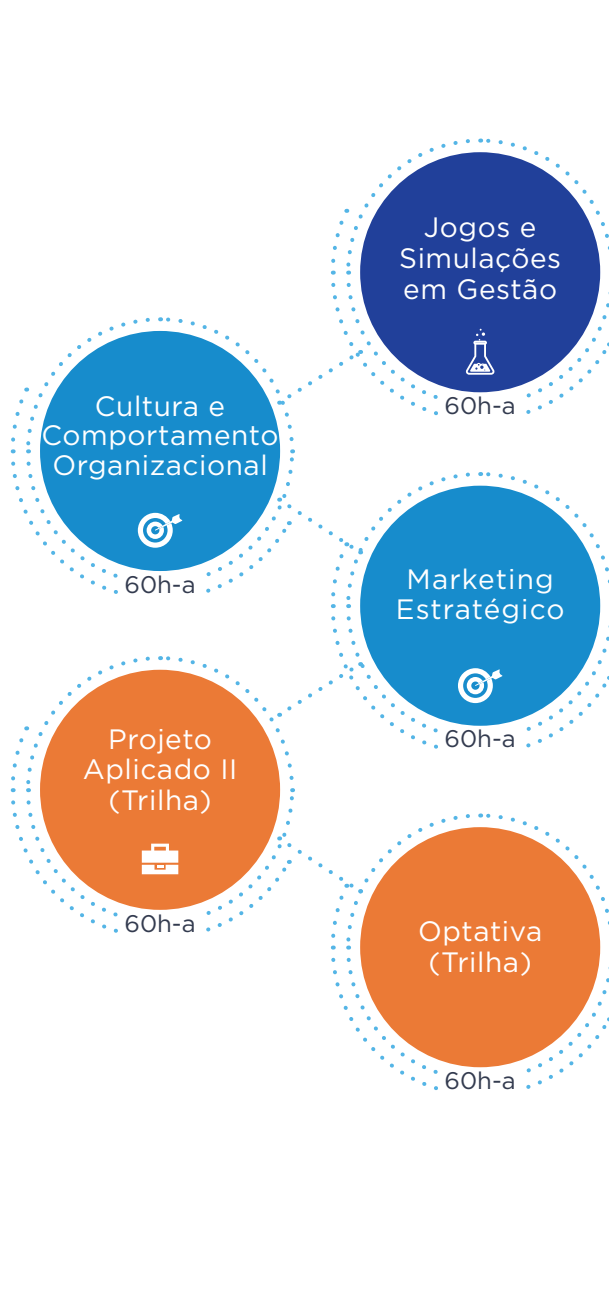 Jogos e
Simulações
em Gestão
60h-a
Cultura e
Comportamento
Organizacional
60h-a
Marketing
Estratégico
60h-a
Projeto
Aplicado II
(Trilha)
60h-a
Optativa
(Trilha)
60h-a